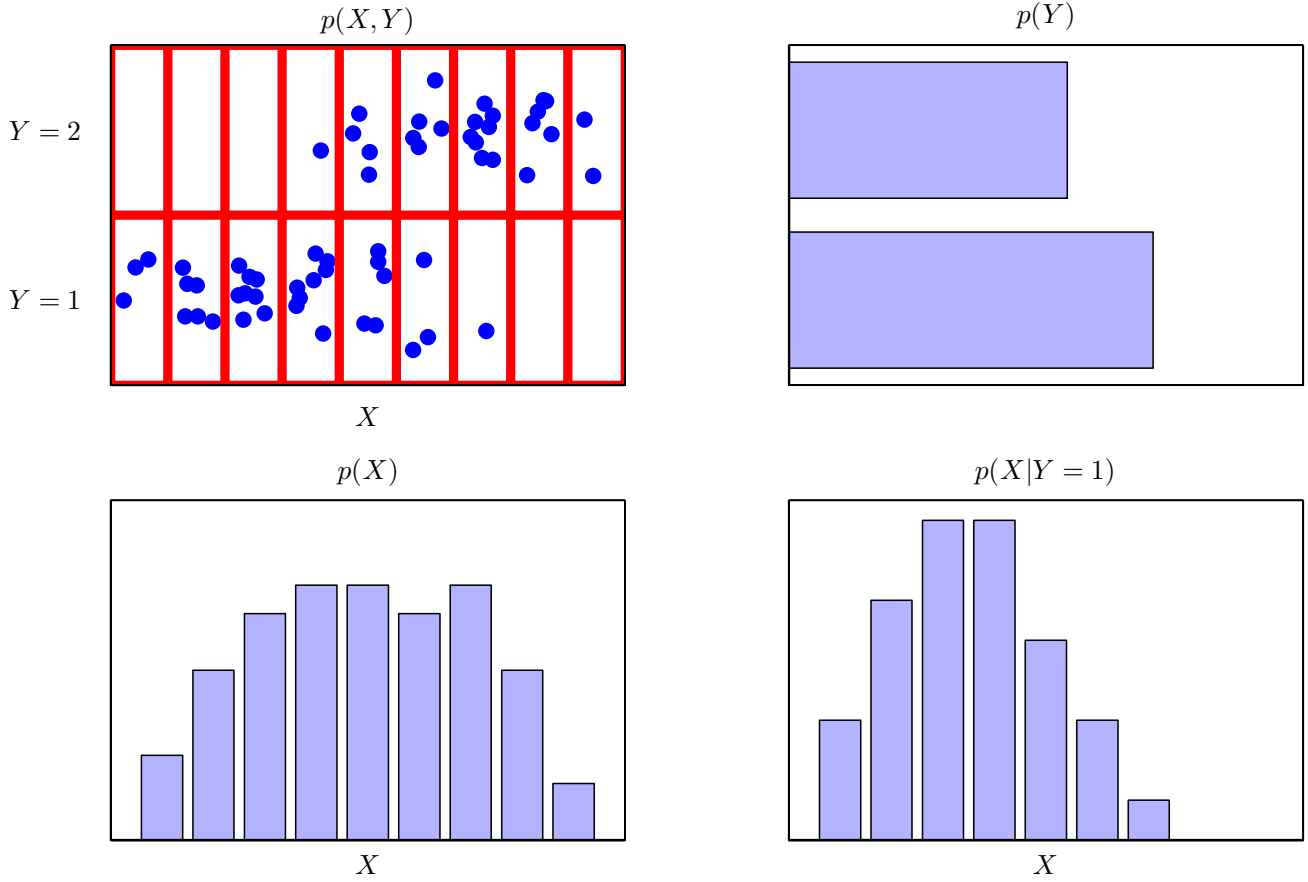 p(X, Y)
p(Y)
Y = 2
Y = 1
X
p(X)
p(X|Y = 1)
X
X